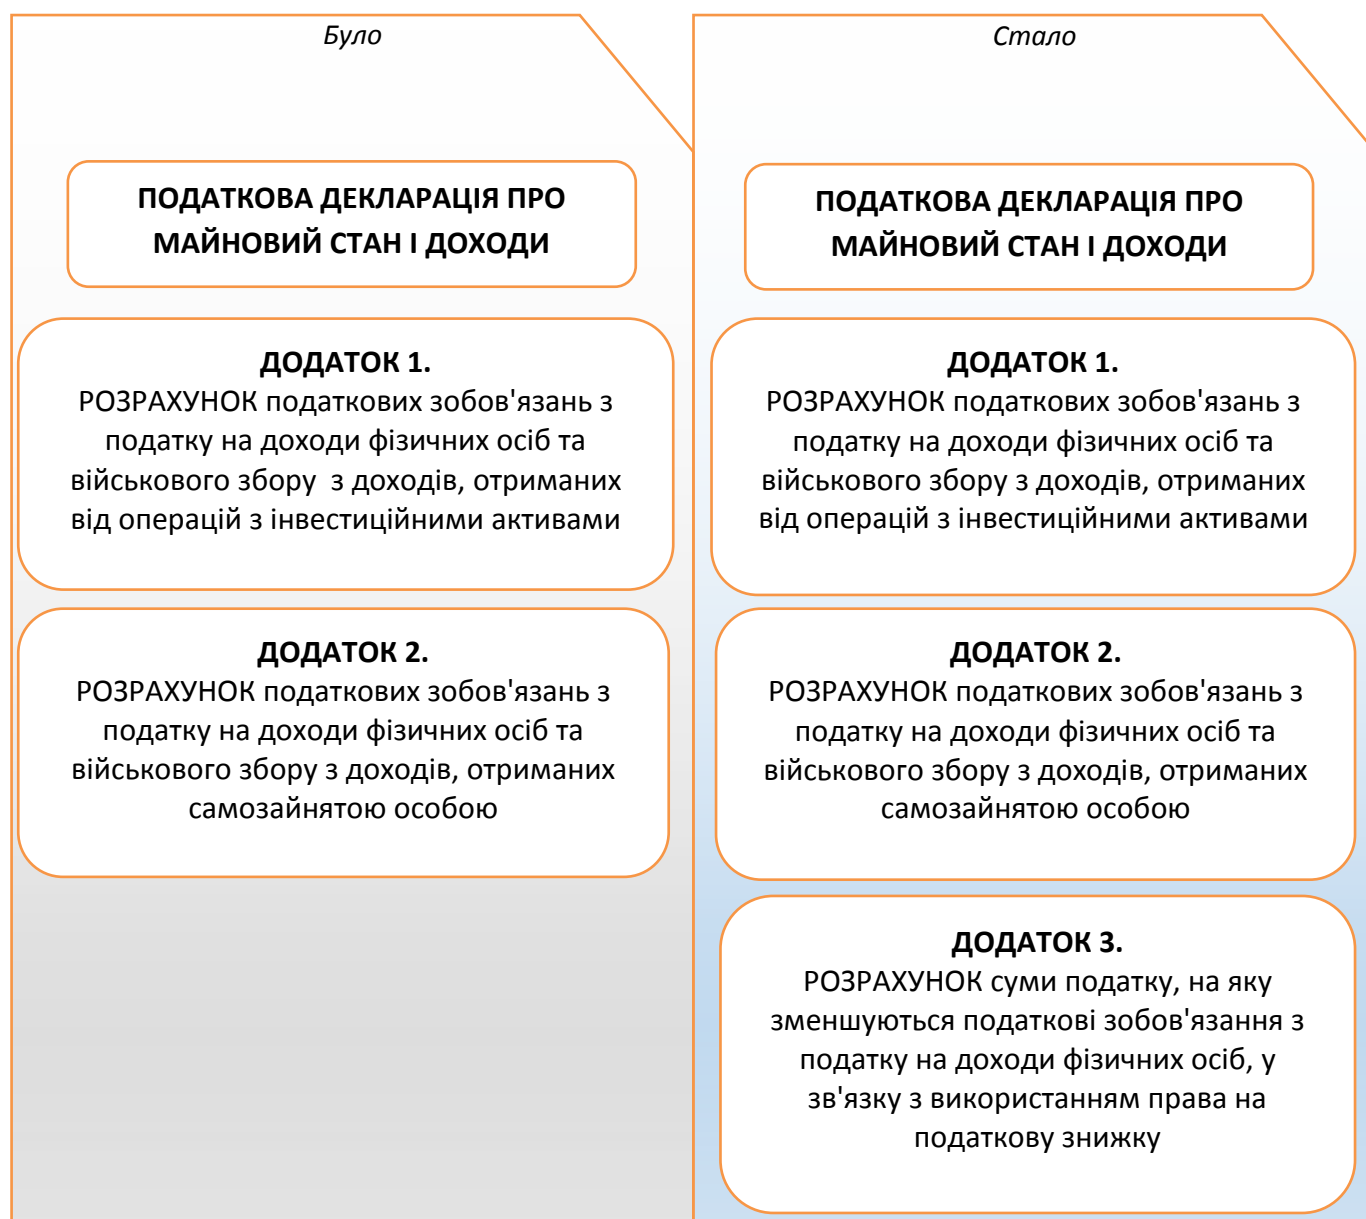 Було
ПОДАТКОВА ДЕКЛАРАЦІЯ ПРО
МАЙНОВИЙ СТАН І ДОХОДИ
ДОДАТОК 1.
РОЗРАХУНОК податкових зобов'язань з
податку на доходи фізичних осіб та
військового збору з доходів, отриманих
від операцій з інвестиційними активами
ДОДАТОК 2.
РОЗРАХУНОК податкових зобов'язань з
податку на доходи фізичних осіб та
військового збору з доходів, отриманих
самозайнятою особою
Стало
ПОДАТКОВА ДЕКЛАРАЦІЯ ПРО
МАЙНОВИЙ СТАН І ДОХОДИ
ДОДАТОК 1.
РОЗРАХУНОК податкових зобов'язань з
податку на доходи фізичних осіб та
військового збору з доходів, отриманих
від операцій з інвестиційними активами
ДОДАТОК 2.
РОЗРАХУНОК податкових зобов'язань з
податку на доходи фізичних осіб та
військового збору з доходів, отриманих
самозайнятою особою
ДОДАТОК 3.
РОЗРАХУНОК суми податку, на яку
зменшуються податкові зобов'язання з
податку на доходи фізичних осіб, у
зв'язку з використанням права на
податкову знижку